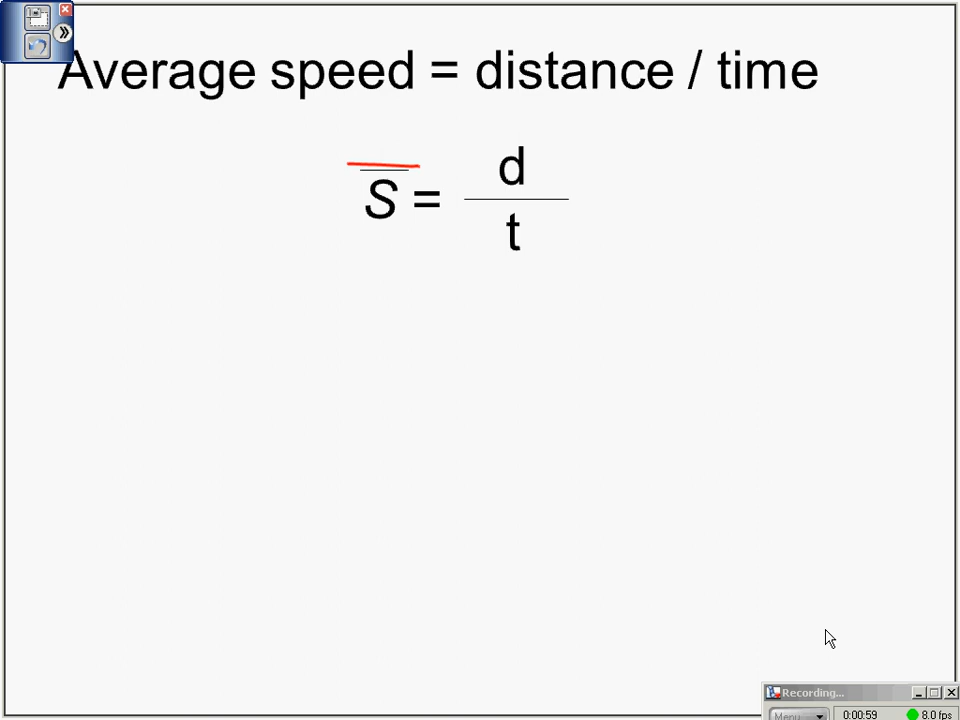 Average speed = distance / time
d
S =
t
Recording...
Menu 0:00:59 8.0 fps